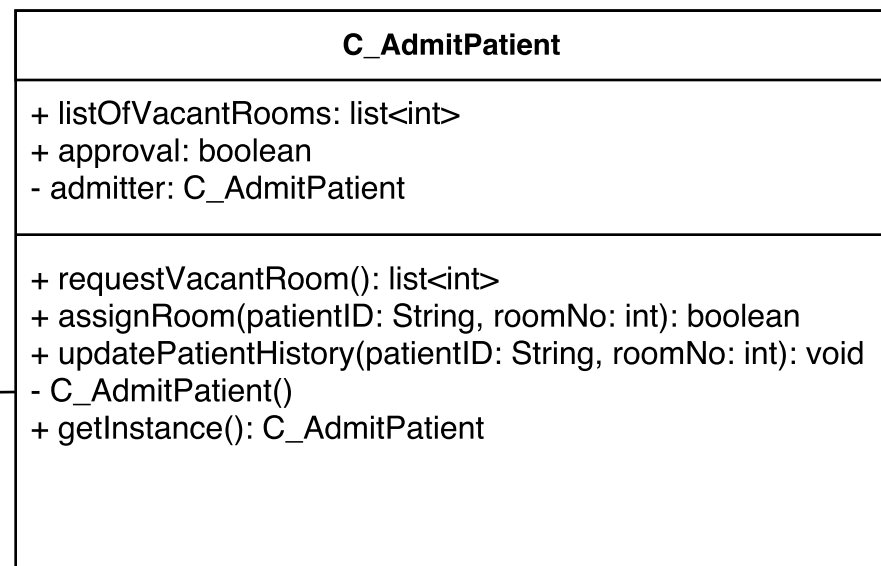 C_AdmitPatient
+ listOfVacantRooms: list<int>
+ approval: boolean
- admitter: C_AdmitPatient
+ requestVacantRoom(): list<int>
+ assignRoom(patientID: String, roomNo: int): boolean
+ updatePatientHistory(patientID: String, roomNo: int): void
- C_AdmitPatient()
+ getInstance(): C_AdmitPatient